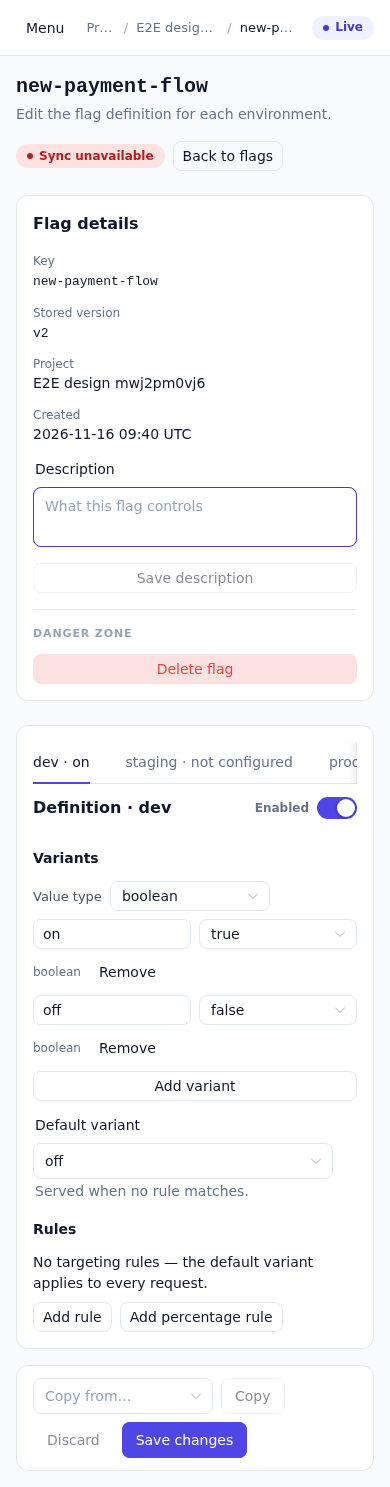 Menu Pr… / E2E desig… / new-p… Live
new-payment-flow
Edit the flag definition for each environment.
Sync unavailable Back to flags
Flag details
Key
new-payment-flow
Stored version
v2
Project
E2E design mwj2pm0vj6
Created
2026-11-16 09:40 UTC
Description
What this flag controls
Save description
DANGER ZONE
Delete flag
dev · on staging · not configured
Definition · dev Enabled
Variants
Value type boolean
on true
boolean Remove
off false
boolean Remove
Add variant
Default variant
off
Served when no rule matches.
Rules
No targeting rules — the default variant
applies to every request.
Add rule Add percentage rule
Copy from… Copy
Discard Save changes